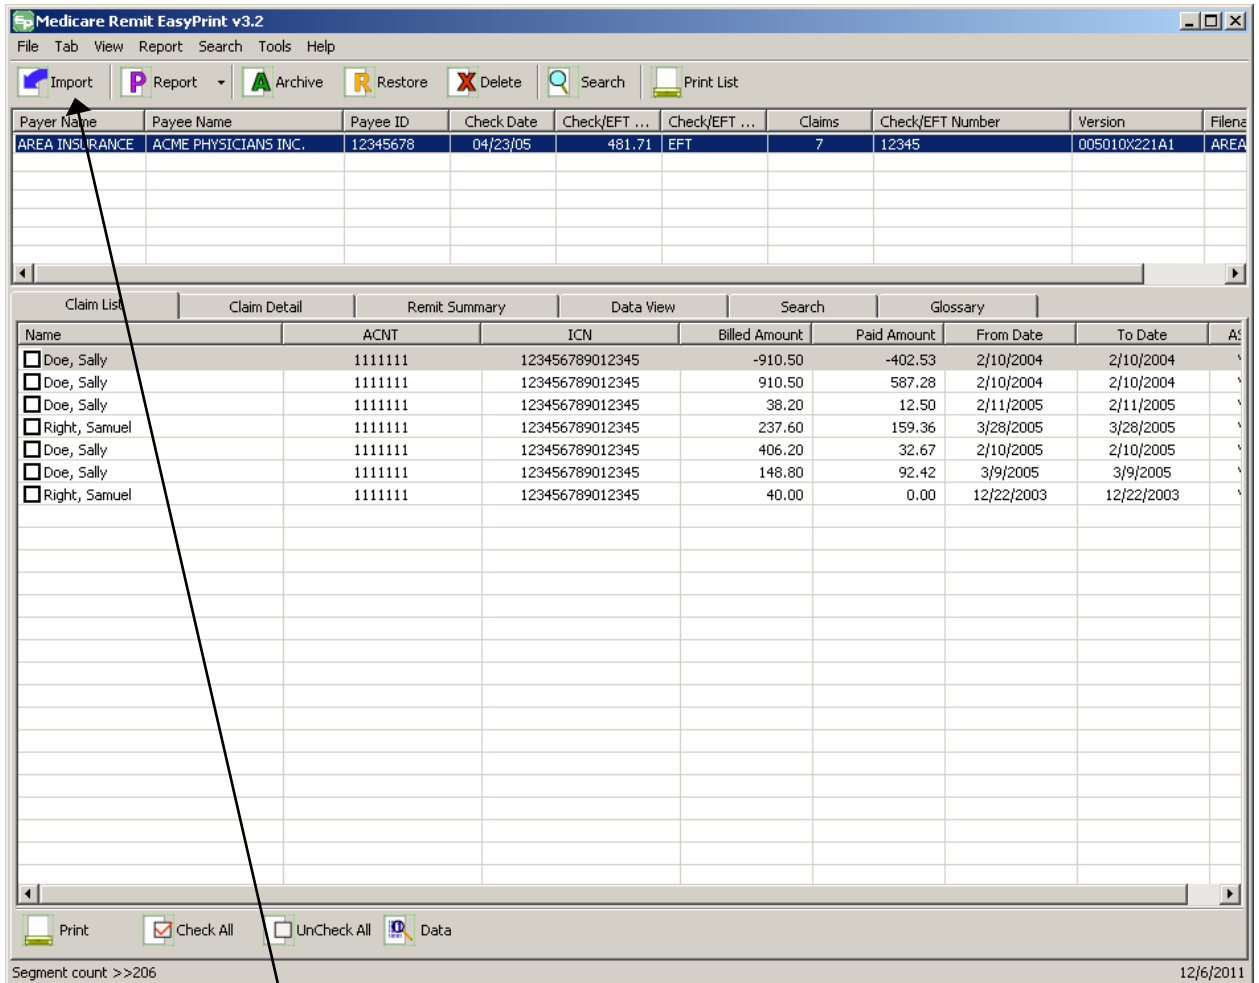 Medicare Remit EasyPrint v3.2
File Tab View Report Search Tools Help
Import Report Archive Restore Delete Search Print List
Payer Name Payee Name Payee ID Check Date Check/EFT ... Check/EFT ... Claims Check/EFT Number Version Filena
AREA INSURANCE ACME PHYSICIANS INC. 12345678 04/23/05 481.71 EFT 7 12345 005010X221A1 AREA
Claim List Claim Detail Remit Summary Data View Search Glossary
Name ACNT ICN Billed Amount Paid Amount From Date To Date AS
Doe, Sally 1111111 123456789012345 -910.50 -402.53 2/10/2004 2/10/2004
Doe, Sally 1111111 123456789012345 910.50 587.28 2/10/2004 2/10/2004
Doe, Sally 1111111 123456789012345 38.20 12.50 2/11/2005 2/11/2005
Right, Samuel 1111111 123456789012345 237.60 159.36 3/28/2005 3/28/2005
Doe, Sally 1111111 123456789012345 406.20 32.67 2/10/2005 2/10/2005
Doe, Sally 1111111 123456789012345 148.80 92.42 3/9/2005 3/9/2005
Right, Samuel 1111111 123456789012345 40.00 0.00 12/22/2003 12/22/2003
Print Check All UnCheck All Data
Segment count >>206 12/6/2011